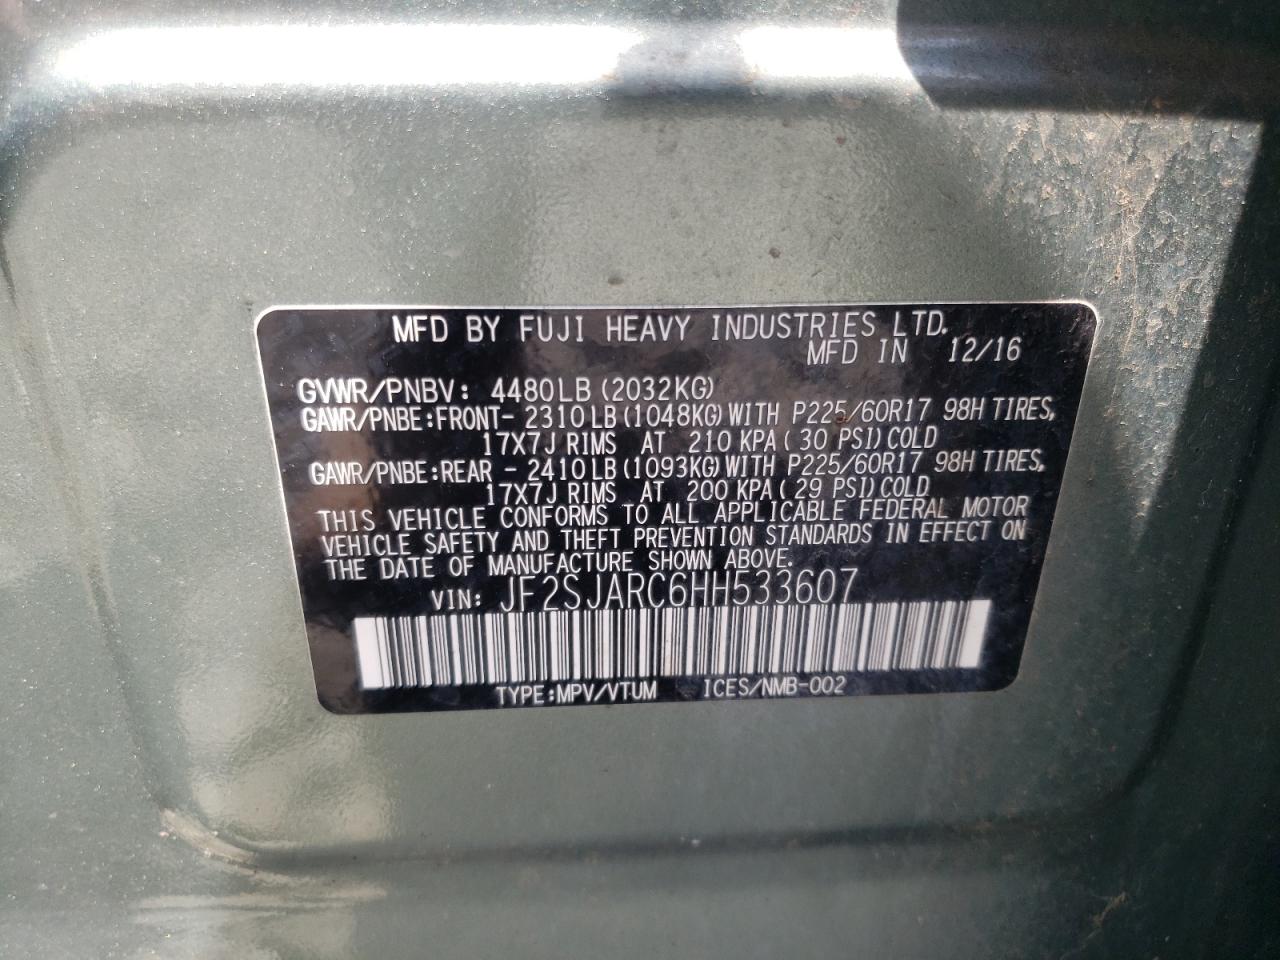 MFD BY FUJI HEAVY INDUSTRIES LTD.
MFD IN 12/16
GVWR/PNBV: 4480LB (2032KG)
GAWR/PNBE:FRONT- 2310LB(1048KG)WITH P225/60R17 98H TIRES,
17X7J RIMS AT 210 KPA(30 PSI)COLD
GAWR/PNBE:REAR - 2410LB(1093KG)WITH P225/60R17 98H TIRES,
17X7J RIMS AT 200 KPA(29 PSI)COLD
THIS VEHICLE CONFORMS TO ALL APPLICABLE FEDERAL MOTOR
VEHICLE SAFETY AND THEFT PREVENTION STANDARDS IN EFFECT ON
THE DATE OF MANUFACTURE SHOWN ABOVE.
VIN: JF2SJARC6HH533607
TYPE:MPV/VTUM ICES/NMB-002